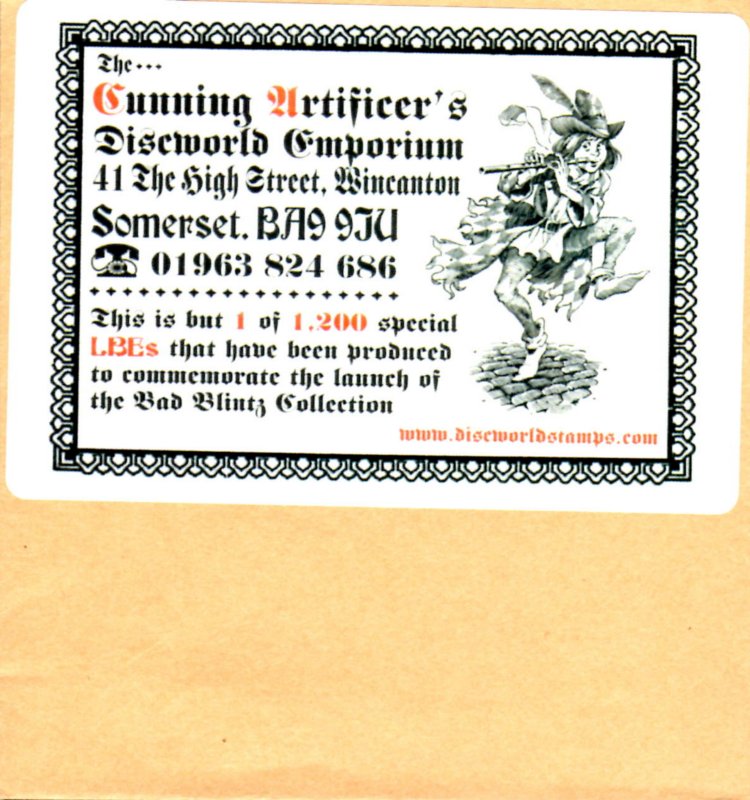 The...
Cunning Artificer's
Discworld Emporium
41 The High Street, Wincanton
Somerset. BA9 9JU
☎ 01963 824 686
This is but 1 of 1,200 special
LBEs that have been produced
to commemorate the launch of
the Bad Blintz Collection
www.discworldstamps.com